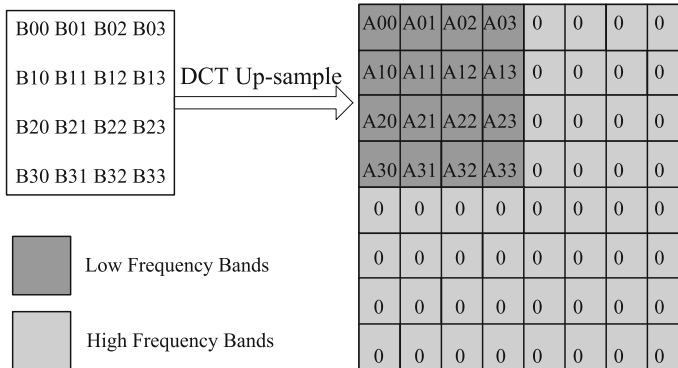 B00 B01 B02 B03
B10 B11 B12 B13
B20 B21 B22 B23
B30 B31 B32 B33
DCT Up-sample
A00 A01 A02 A03 0 0 0 0
A10 A11 A12 A13 0 0 0 0
A20 A21 A22 A23 0 0 0 0
A30 A31 A32 A33 0 0 0 0
0 0 0 0 0 0 0 0
0 0 0 0 0 0 0 0
0 0 0 0 0 0 0 0
0 0 0 0 0 0 0 0
Low Frequency Bands
High Frequency Bands